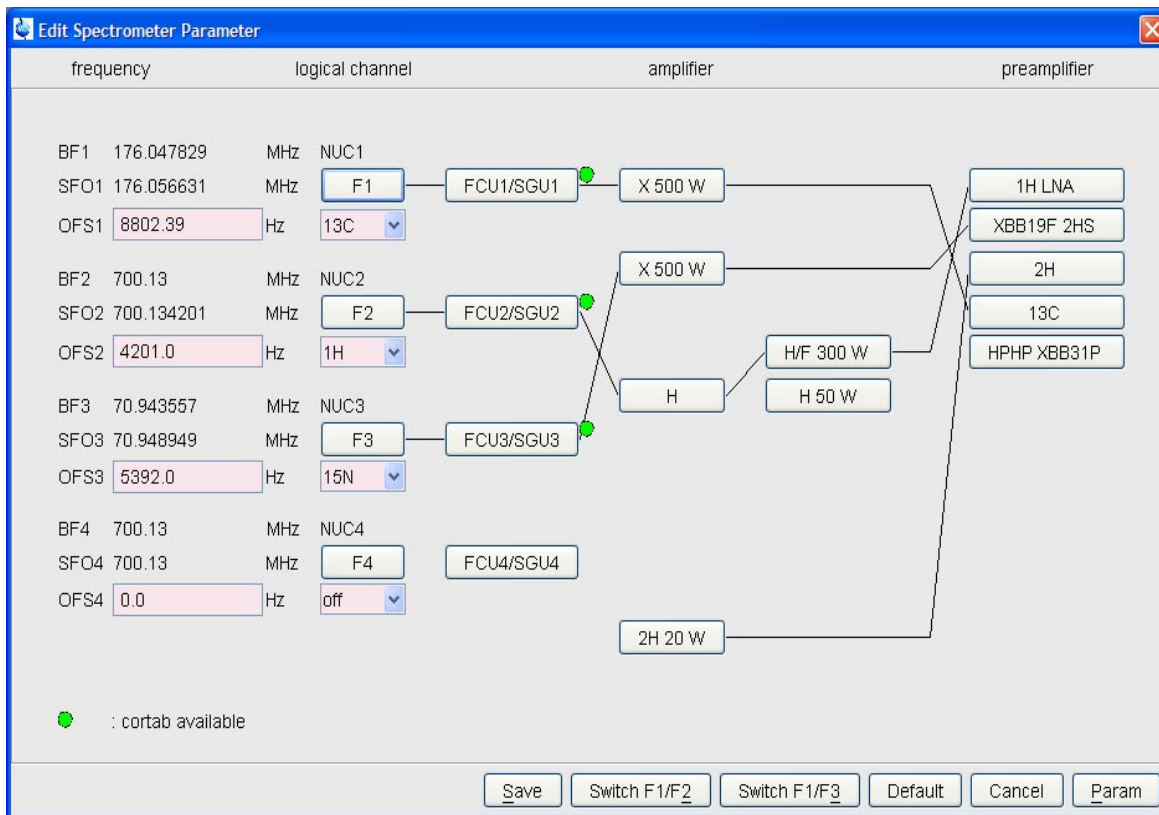 Edit Spectrometer Parameter
frequency logical channel amplifier preamplifier
BF1 176.047829 MHz NUC1
SFO1 176.056631 MHz F1 FCU1/SGU1 X 500 W 1H LNA
OFS1 8802.39 Hz 13C XBB19F 2HS
X 500 W 2H
BF2 700.13 MHz NUC2
SFO2 700.134201 MHz F2 FCU2/SGU2 13C
OFS2 4201.0 Hz 1H H/F 300 W HPHP XBB31P
H H 50 W
BF3 70.943557 MHz NUC3
SFO3 70.948949 MHz F3 FCU3/SGU3
OFS3 5392.0 Hz 15N
BF4 700.13 MHz NUC4
SFO4 700.13 MHz F4 FCU4/SGU4
OFS4 0.0 Hz off
2H 20 W
: cortab available
Save Switch F1/F2 Switch F1/F3 Default Cancel Param